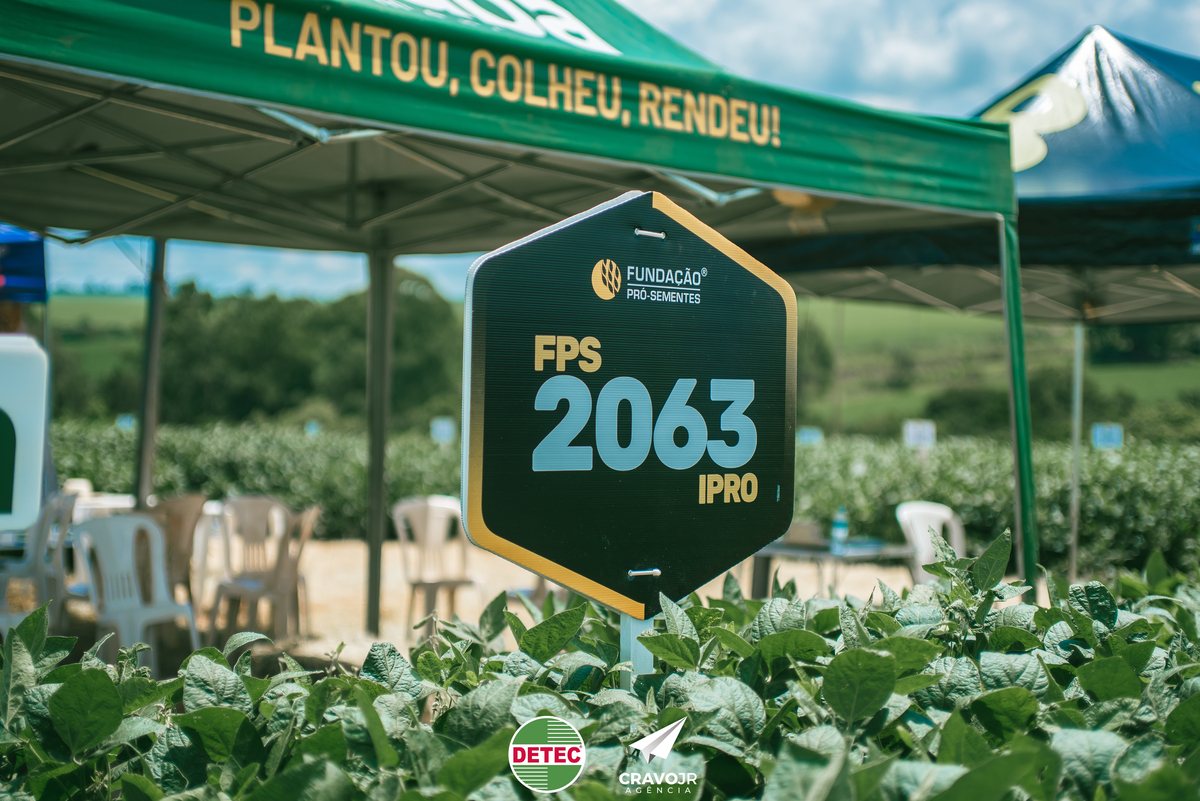 PLANTOU, COLHEU, RENDEU!
FUNDAÇÃO®
PRÓ-SEMENTES
FPS
2063
IPRO
DETEC
CRAVOJR
AGÊNCIA